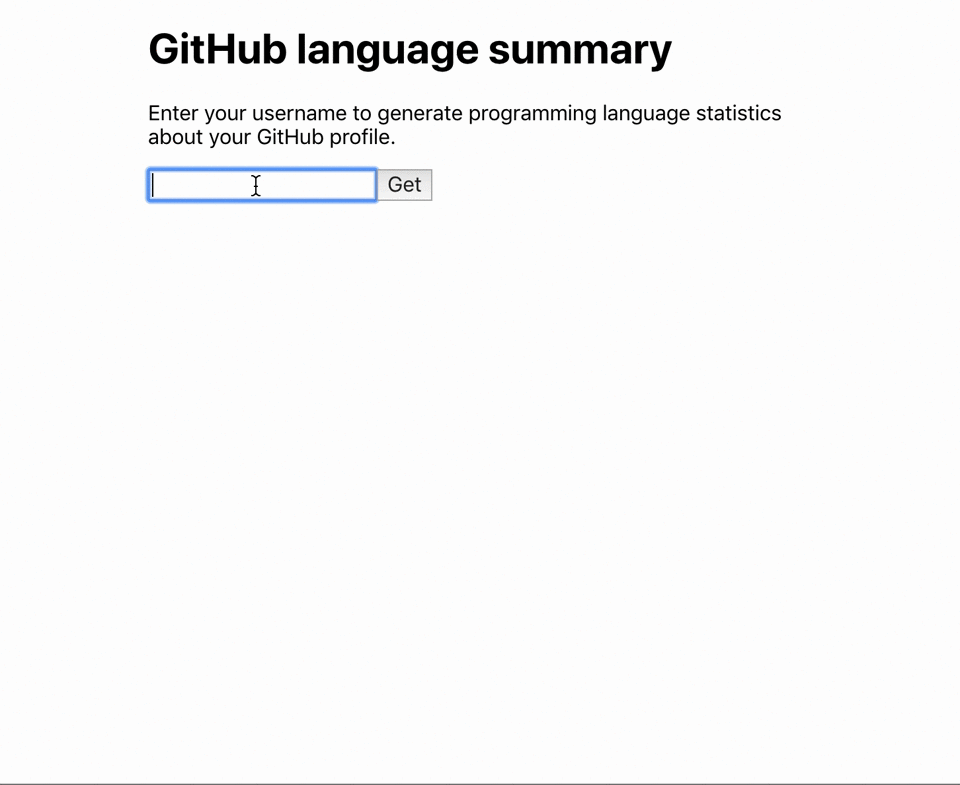 GitHub language summary
Enter your username to generate programming language statistics
about your GitHub profile.
Get